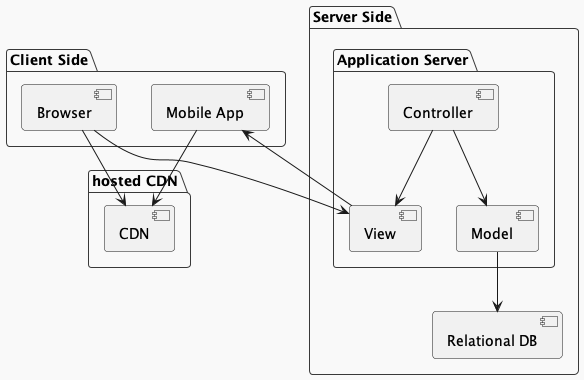 Server Side
Client Side
Application Server
Browser
Mobile App
Controller
hosted CDN
CDN
View
Model
Relational DB